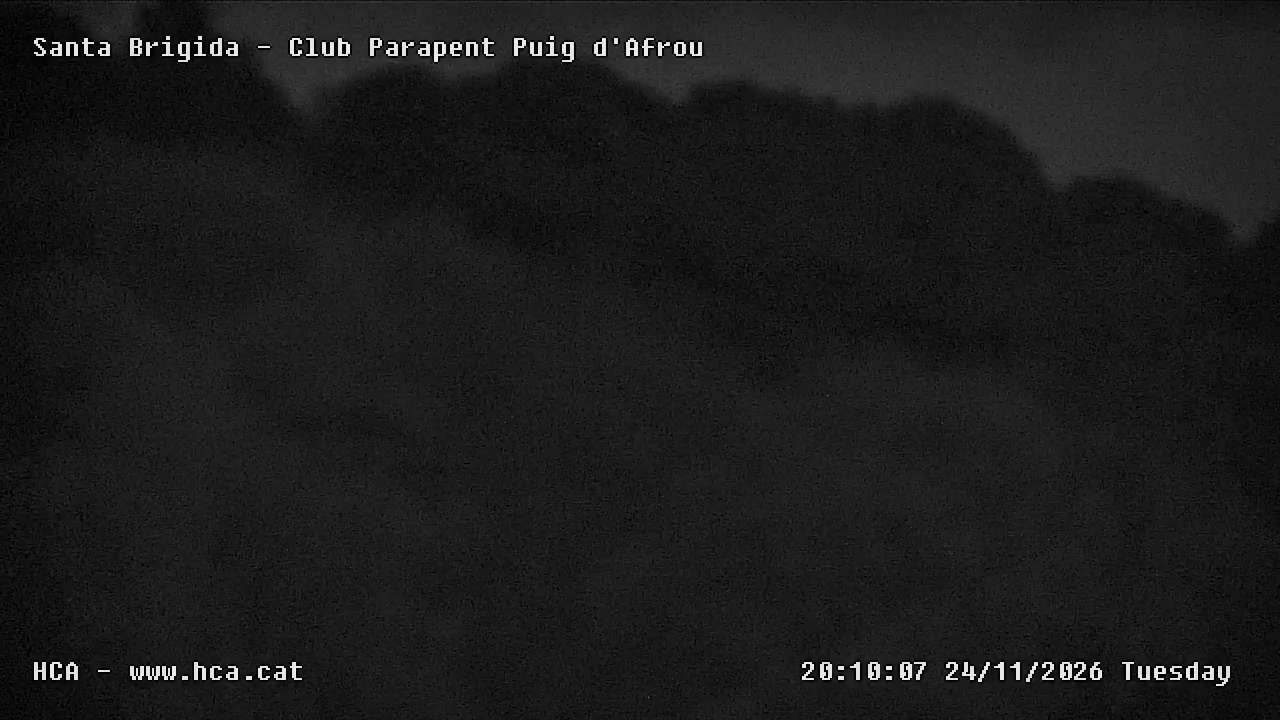 Santa Brigida - Club Parapent Puig d'Afrou
HCA - www.hca.cat
20:10:07 24/11/2026 Tuesday